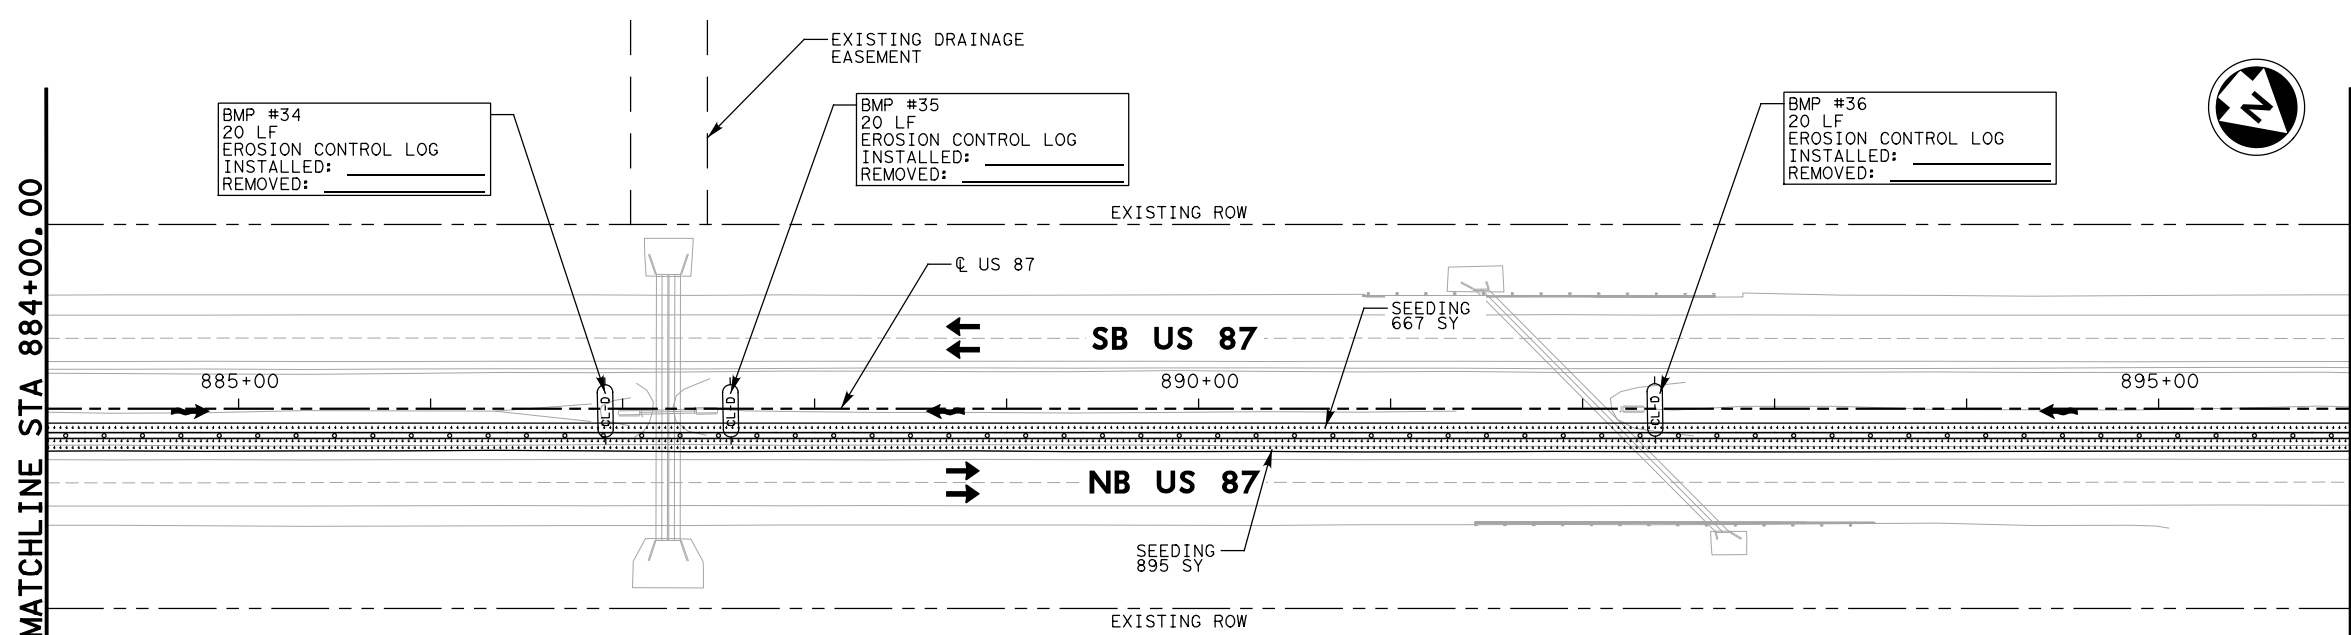 EXISTING DRAINAGE
EASEMENT
BMP #34
20 LF
EROSION CONTROL LOG
INSTALLED:
REMOVED:
BMP #35
20 LF
EROSION CONTROL LOG
INSTALLED:
REMOVED:
BMP #36
20 LF
EROSION CONTROL LOG
INSTALLED:
REMOVED:
N
MATCHLINE STA 884+00.00
EXISTING ROW
℄ US 87
SEEDING
667 SY
SB US 87
885+00
890+00
895+00
CL-D
CL-D
CL-D
NB US 87
SEEDING
895 SY
EXISTING ROW